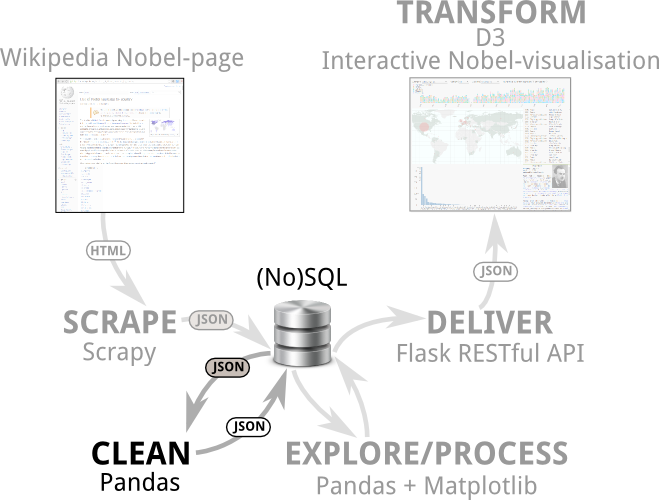 TRANSFORM
D3
Wikipedia Nobel-page
Interactive Nobel-visualisation
HTML
JSON
(No)SQL
SCRAPE
JSON
DELIVER
Scrapy
Flask RESTful API
JSON
JSON
CLEAN
EXPLORE/PROCESS
Pandas
Pandas + Matplotlib